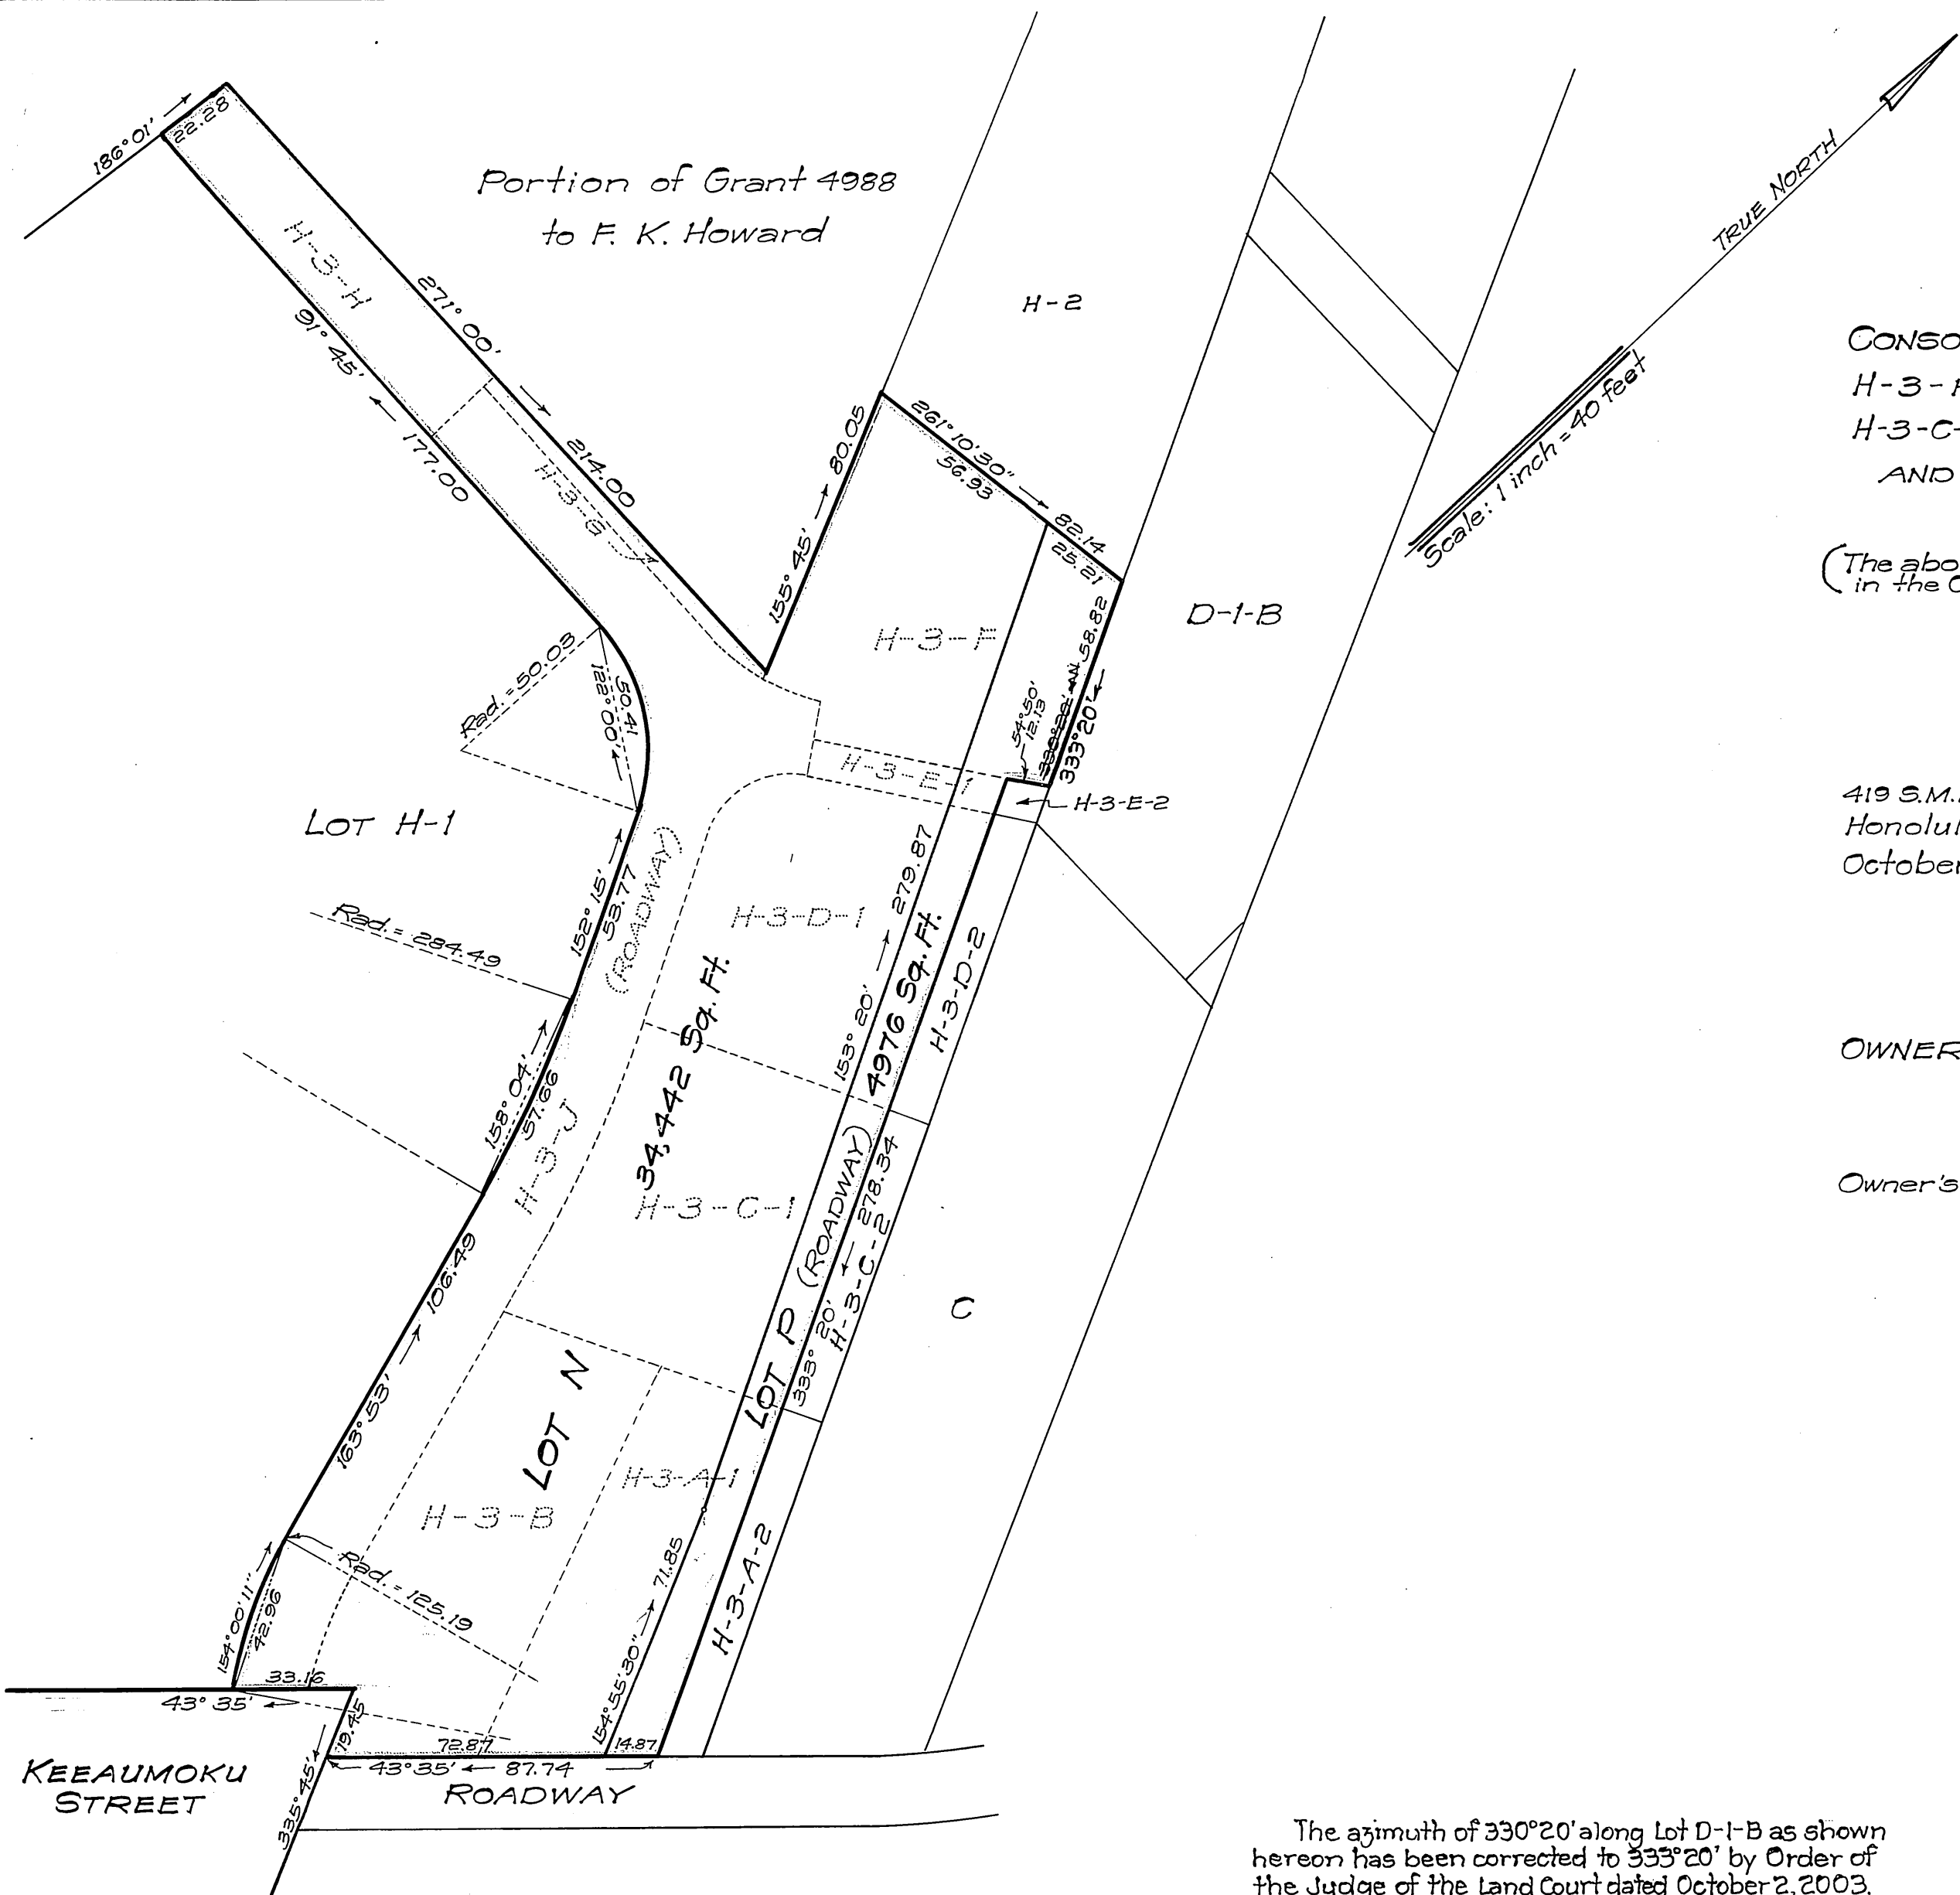 186° 01'
22.28
Portion of Grant 4988
to F. K. Howard
H-3-H
271° 00'
214.00
91° 45'
177.00
H-3-G
H-2
TRUE NORTH
Scale: 1 inch = 40 feet
CONSO
H-3-
H-3-C-
AND
(The abo
in the
155° 45'
80.05
261° 10' 30"
56.93
82.14
25.21
H-3-F
58.82
D-1-B
54° 50'
12.13
330° 20'
AN
333° 20'
H-3-E-1
H-3-E-2
Rad. = 50.03
50.41
122° 00'
LOT H-1
152° 15'
53.77
(ROADWAY)
Rad. = 284.49
H-3-D-1
279.87
153° 20'
4976 Sq. Ft.
H-3-D-2
419 S.M.
Honolul
October
OWNER
Owner's
158° 04'
57.66
H-3-J
34,442 Sq. Ft.
H-3-C-1
(ROADWAY)
278.34
333° 20'
H-3-C-2
C
163° 53'
106.49
LOT N
LOT P
H-3-A-1
H-3-B
H-3-A-2
Rad. = 125.19
154° 00' 11"
42.96
71.85
154° 55' 30"
33.16
43° 35'
19.45
72.87
14.87
43° 35'
87.74
335° 45'
KEEAUMOKU
STREET
ROADWAY
The azimuth of 330°20' along Lot D-1-B as shown
hereon has been corrected to 333°20' by Order of
the Judge of the Land Court dated October 2, 2003.